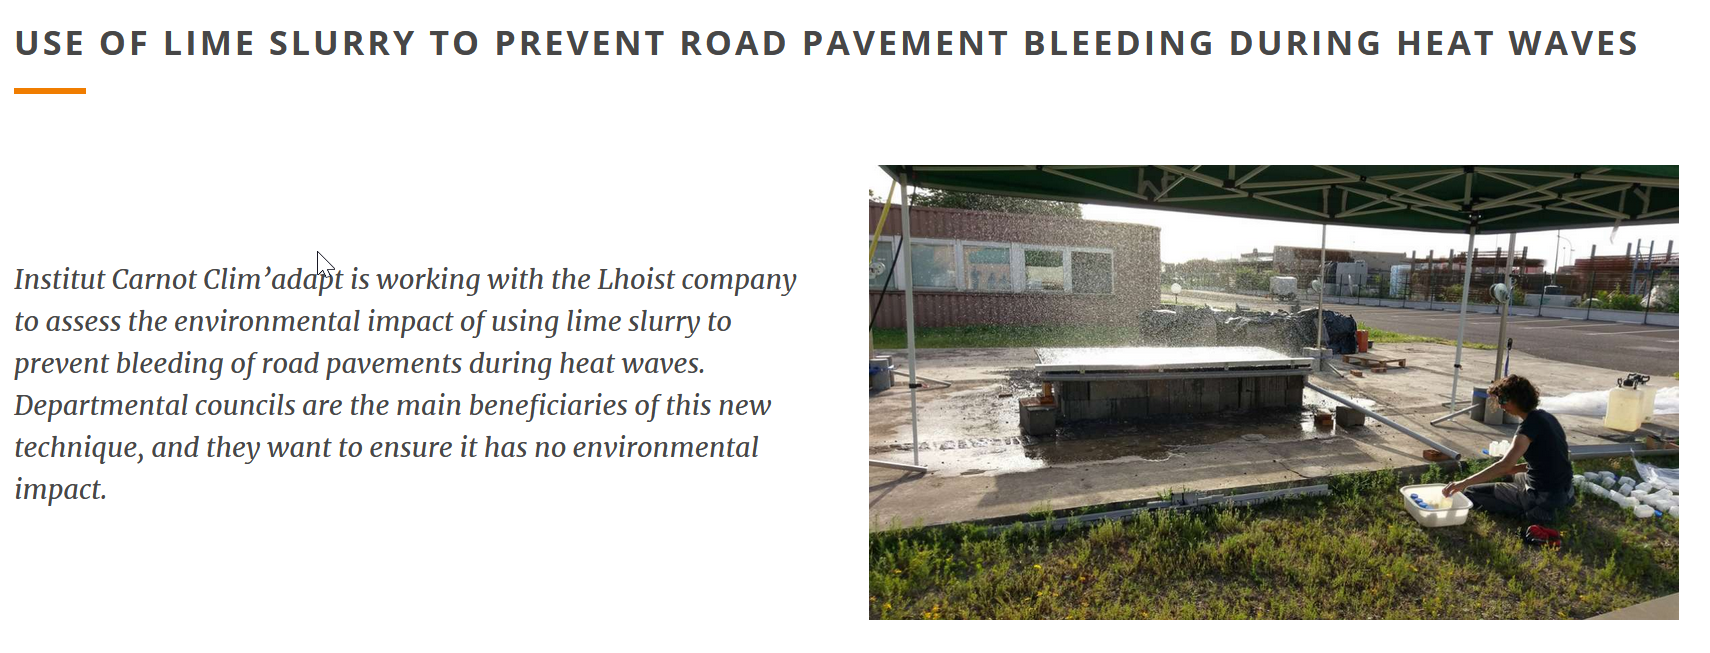 USE OF LIME SLURRY TO PREVENT ROAD PAVEMENT BLEEDING DURING HEAT WAVES
Institut Carnot Clim’adapt is working with the Lhoist company
to assess the environmental impact of using lime slurry to
prevent bleeding of road pavements during heat waves.
Departmental councils are the main beneficiaries of this new
technique, and they want to ensure it has no environmental
impact.